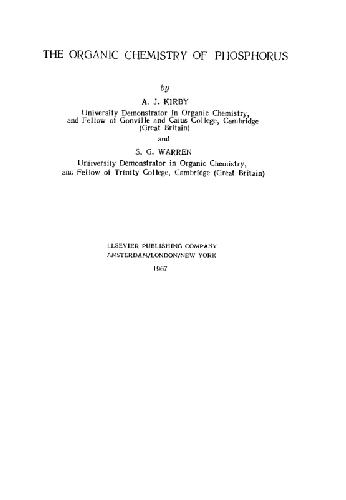 THE ORGANIC CHEMISTRY OF PHOSPHORUS
by
A. J. KIRBY
University Demonstrator in Organic Chemistry,
and Fellow of Gonville and Caius College, Cambridge
(Great Britain)
and
S. G. WARREN
University Demonstrator in Organic Chemistry,
and Fellow of Trinity College, Cambridge (Great Britain)
ELSEVIER PUBLISHING COMPANY
AMSTERDAM/LONDON/NEW YORK
1967